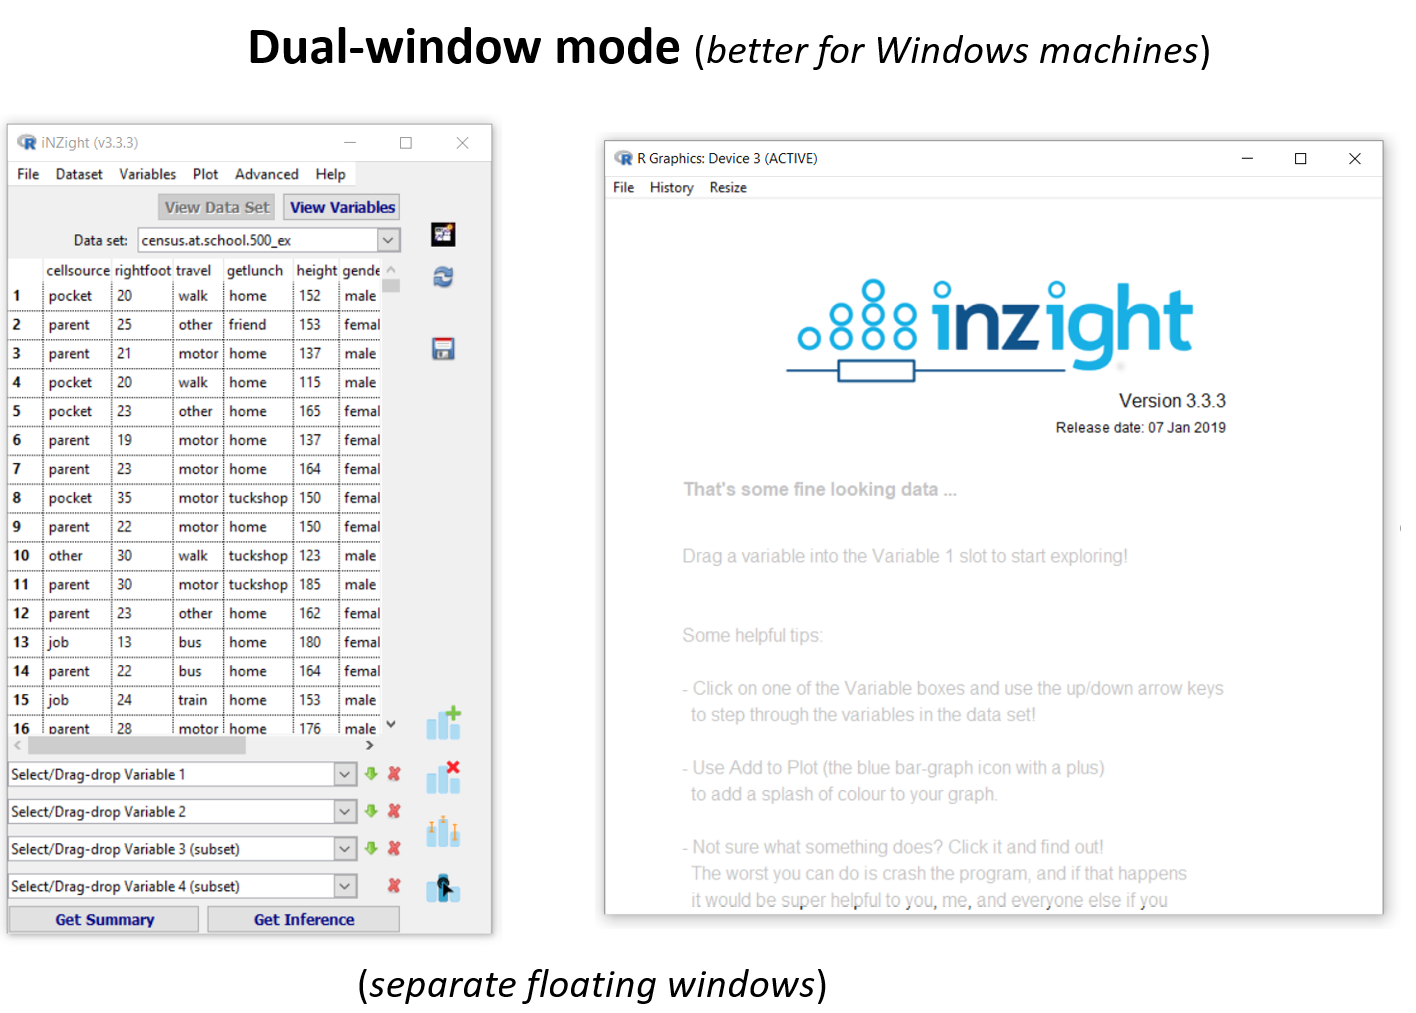 Dual-window mode (better for Windows machines)
iNZight (v3.3.3)
File Dataset Variables Plot Advanced Help
View Data Set View Variables
Data set: census.at.school.500_ex
cellsource rightfoot travel getlunch height gende
1 pocket 20 walk home 152 male
2 parent 25 other friend 153 femal
3 parent 21 motor home 137 male
4 pocket 20 walk home 115 male
5 pocket 23 other home 165 femal
6 parent 19 motor home 137 femal
7 parent 23 motor home 164 femal
8 pocket 35 motor tuckshop 150 femal
9 parent 22 motor home 150 femal
10 other 30 walk tuckshop 123 male
11 parent 30 motor tuckshop 185 male
12 parent 23 other home 162 femal
13 job 13 bus home 180 femal
14 parent 22 bus home 164 femal
15 job 24 train home 153 male
16 parent 28 motor home 176 male
Select/Drag-drop Variable 1
Select/Drag-drop Variable 2
Select/Drag-drop Variable 3 (subset)
Select/Drag-drop Variable 4 (subset)
Get Summary Get Inference
R Graphics: Device 3 (ACTIVE)
File History Resize
inzight
Version 3.3.3
Release date: 07 Jan 2019
That's some fine looking data ...
Drag a variable into the Variable 1 slot to start exploring!
Some helpful tips:
- Click on one of the Variable boxes and use the up/down arrow keys
to step through the variables in the data set!
- Use Add to Plot (the blue bar-graph icon with a plus)
to add a splash of colour to your graph.
- Not sure what something does? Click it and find out!
The worst you can do is crash the program, and if that happens
it would be super helpful to you, me, and everyone else if you
(separate floating windows)